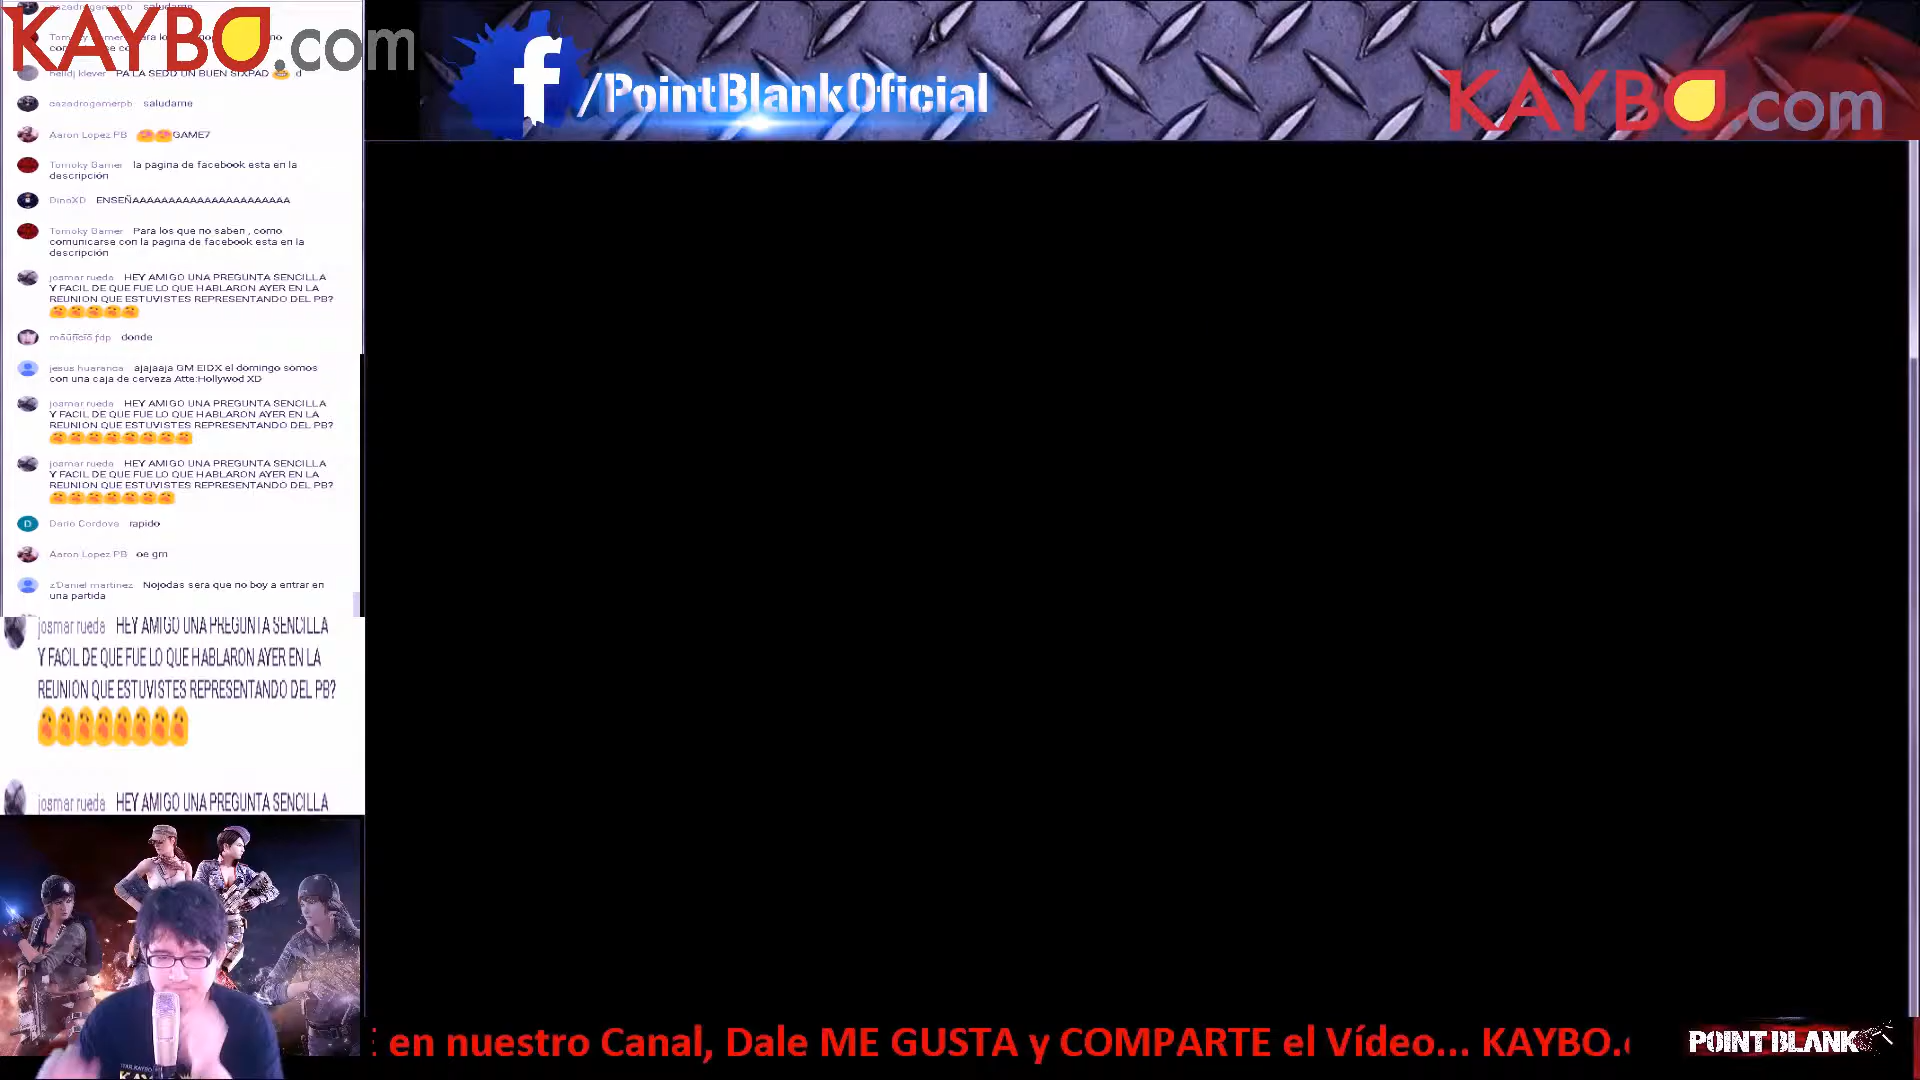 cazadrogamerpb saludame
KAYBO.com
helldj klever PA LA SEDD UN BUEN SIXPAD d
cazadrogamerpb saludame
Aaron Lopez PB GAME7
Tomoky Gamer la pagina de facebook esta en la
descripción
DinoXD ENSEÑAAAAAAAAAAAAAAAAAAAAAA
Tomoky Gamer Para los que no saben , como
comunicarse con la pagina de facebook esta en la
descripción
josmar rueda HEY AMIGO UNA PREGUNTA SENCILLA
Y FACIL DE QUE FUE LO QUE HABLARON AYER EN LA
REUNION QUE ESTUVISTES REPRESENTANDO DEL PB?
donde
jesus huaranca ajajaaja GM EIDX el domingo somos
con una caja de cerveza Atte:Hollywod XD
josmar rueda HEY AMIGO UNA PREGUNTA SENCILLA
Y FACIL DE QUE FUE LO QUE HABLARON AYER EN LA
REUNION QUE ESTUVISTES REPRESENTANDO DEL PB?
josmar rueda HEY AMIGO UNA PREGUNTA SENCILLA
Y FACIL DE QUE FUE LO QUE HABLARON AYER EN LA
REUNION QUE ESTUVISTES REPRESENTANDO DEL PB?
D Dario Cordova rapido
Aaron Lopez PB oe gm
z'Daniel martinez Nojodas sera que no boy a entrar en
una partida
josmar rueda HEY AMIGO UNA PREGUNTA SENCILLA
Y FACIL DE QUE FUE LO QUE HABLARON AYER EN LA
REUNION QUE ESTUVISTES REPRESENTANDO DEL PB?
josmar rueda HEY AMIGO UNA PREGUNTA SENCILLA
f/PointBlankOficial
KAYBO.com
en nuestro Canal, Dale ME GUSTA y COMPARTE el Vídeo... KAYBO.
POINT BLANK